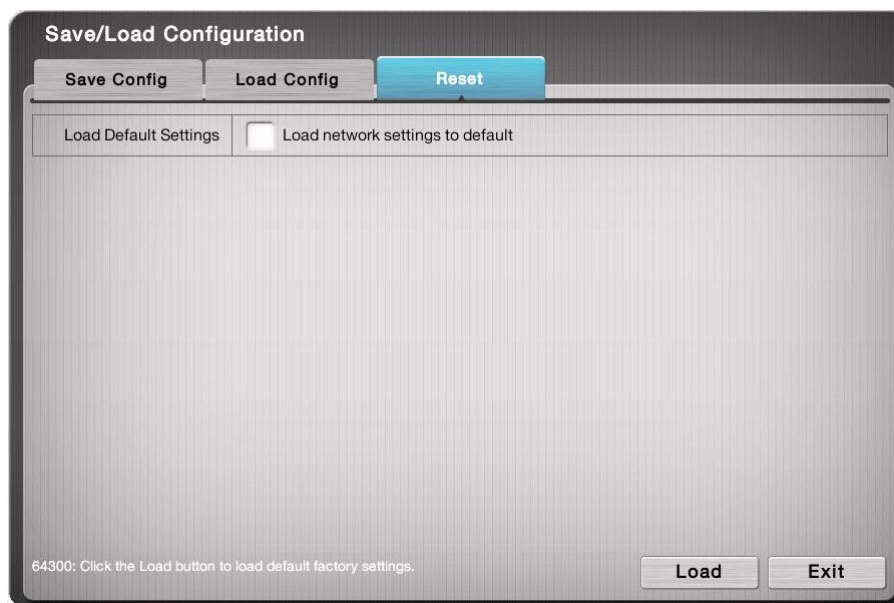 Save/Load Configuration
Save Config Load Config Reset
Load Default Settings Load network settings to default
64300: Click the Load button to load default factory settings.
Load Exit